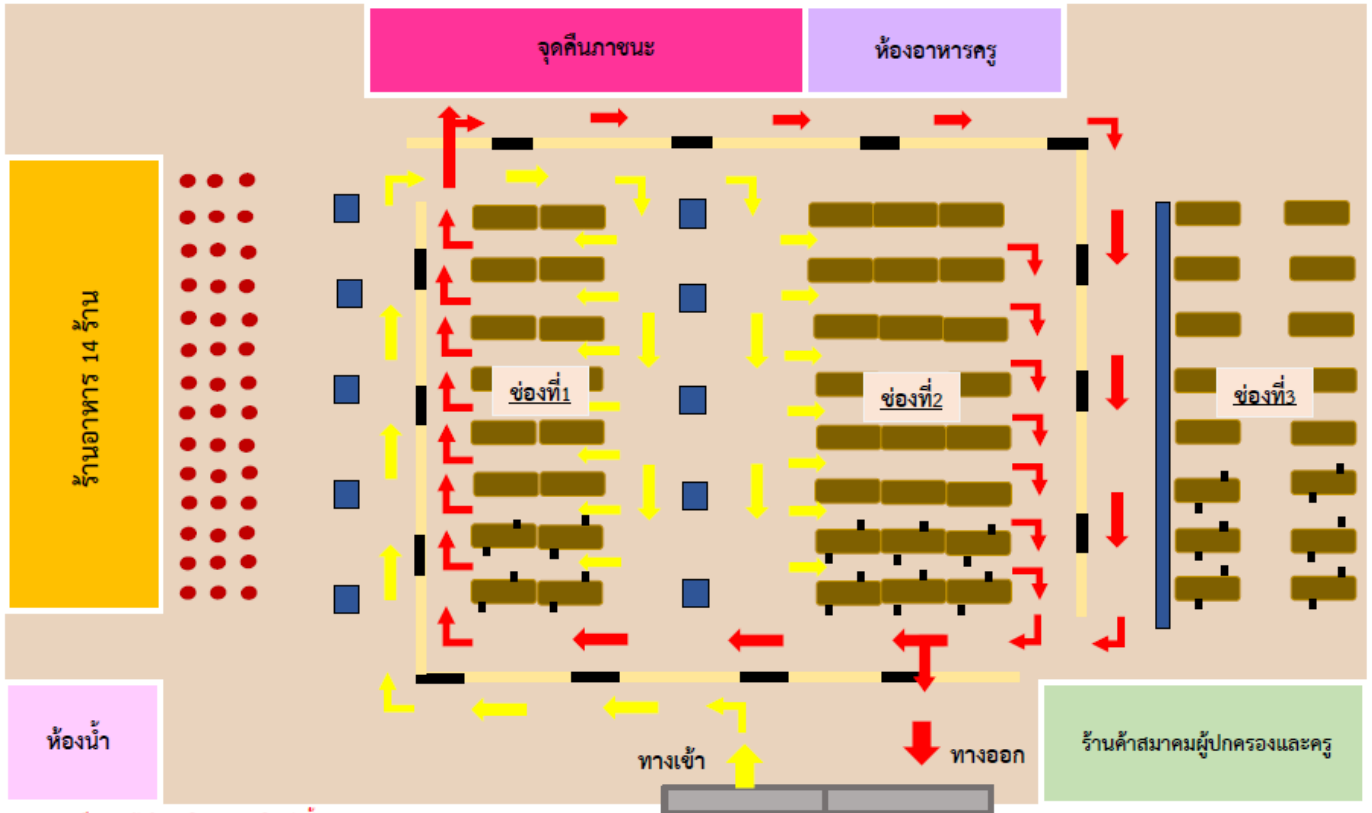 จุดคืนภาชนะ
ห้องอาหารครู
ร้านอาหาร 14 ร้าน
ช่องที่1
ช่องที่2
ช่องที่3
ห้องน้ำ
ทางเข้า
ทางออก
ร้านค้าสมาคมผู้ปกครองและครู